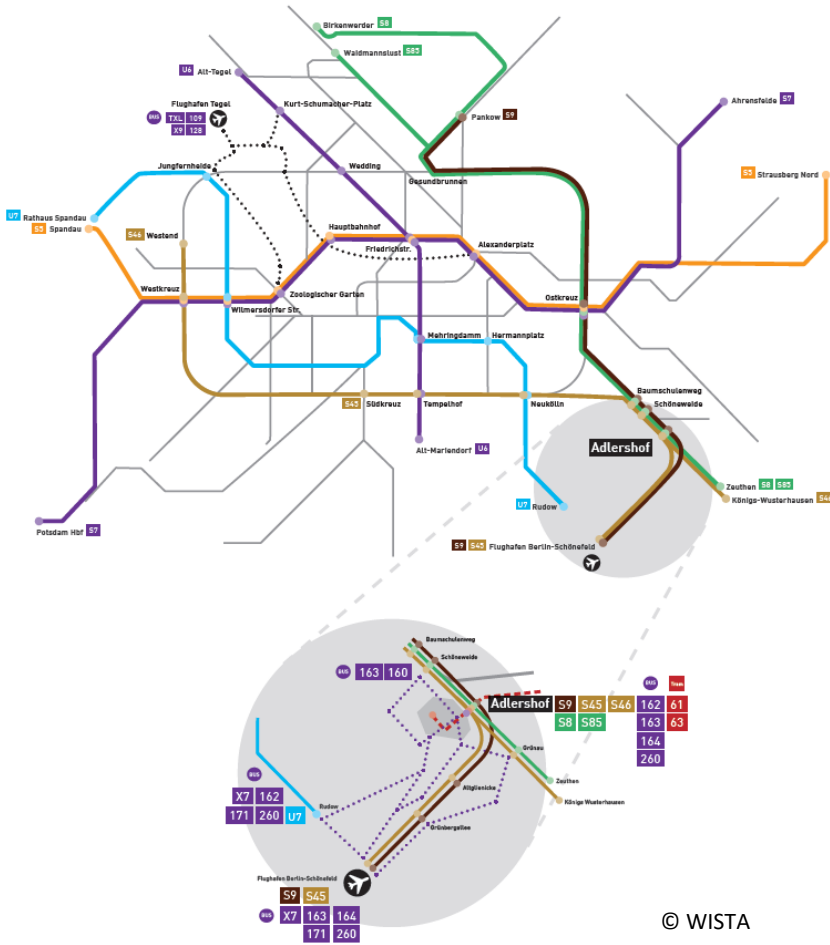 Birkenwerder S8
Waidmannslust S85
U6 Alt-Tegel
Flughafen Tegel
BUS TXL 109
X9 128
Kurt-Schumacher-Platz
Ahrensfelde S7
Pankow S9
Jungfernheide
Wedding
Gesundbrunnen
S5 Strausberg Nord
U7 Rathaus Spandau
S5 Spandau
S46 Westend
Hauptbahnhof
Friedrichstr.
Alexanderplatz
Westkreuz
Zoologischer Garten
Wilmersdorfer Str.
Ostkreuz
Mehringdamm
Hermannplatz
Baumschulenweg
Schöneweide
S45 Südkreuz
Tempelhof
Neukölln
Adlershof
Alt-Mariendorf U6
Zeuthen S8 S85
Königs-Wusterhausen S46
U7 Rudow
Potsdam Hbf S7
S9 S45 Flughafen Berlin-Schönefeld
Baumschulenweg
Schöneweide
BUS 163 160
BUS Tram
Adlershof S9 S45 S46 162 61
S8 S85 163 63
164
260
Grünau
Zeuthen
Altglienicke
Königs Wusterhausen
BUS
X7 162
171 260 U7
Rudow
Grünbergallee
Flughafen Berlin-Schönefeld
S9 S45
BUS X7 163 164
171 260
© WISTA